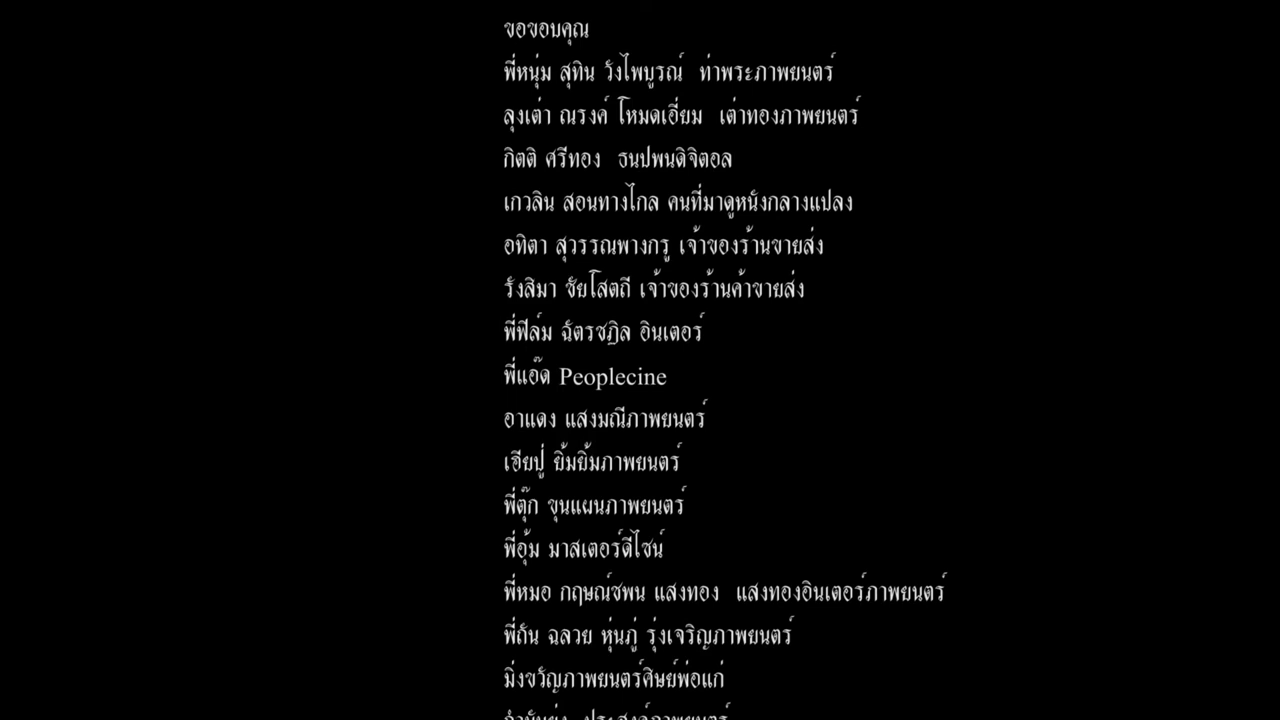 ขอขอบคุณ
พี่หนุ่ม สุทิน วังไพบูรณ์ ท่าพระภาพยนตร์
ลุงเต่า ณรงค์ โหมดเอี่ยม เต่าทองภาพยนตร์
กิตติ ศรีทอง ธนปพนดิจิตอล
เกวลิน สอนทางไกล คนที่มาดูหนังกลางแปลง
อทิตา สุวรรณพางกรู เจ้าของร้านขายส่ง
รังสิมา ชัยโสตถี เจ้าของร้านค้าขายส่ง
พี่ฟิล์ม ฉัตรชฎิล อินเตอร์
พี่แอ๊ด Peoplecine
อาแดง แสงมณีภาพยนตร์
เฮียปู่ ยิ้มยิ้มภาพยนตร์
พี่ตุ๊ก ขุนแผนภาพยนตร์
พี่อุ้ม มาสเตอร์ดีไซน์
พี่หมอ กฤษณ์ชพน แสงทอง แสงทองอินเตอร์ภาพยนตร์
พี่ถัน ฉลวย หุ่นภู่ รุ่งเจริญภาพยนตร์
มิ่งขวัญภาพยนตร์ศิษย์พ่อแก่